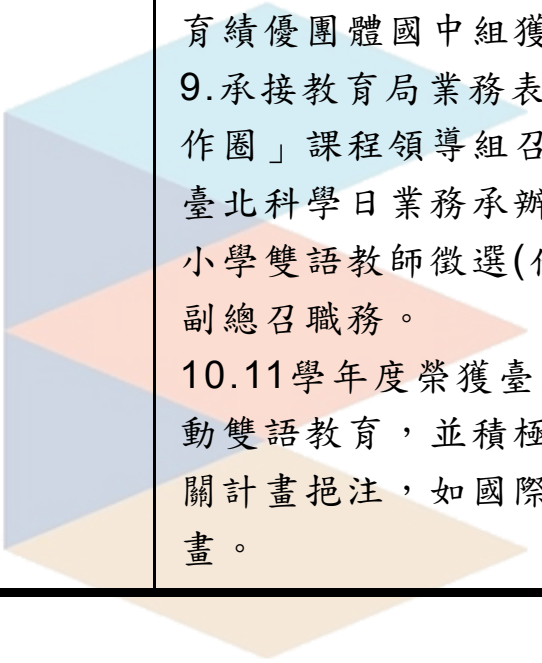 育績優團體國中組獲
9.承接教育局業務表
作圈」課程領導組召
臺北科學日業務承辦
小學雙語教師徵選(
副總召職務。
10.11學年度榮獲臺
動雙語教育，並積極
關計畫挹注，如國際
畫。